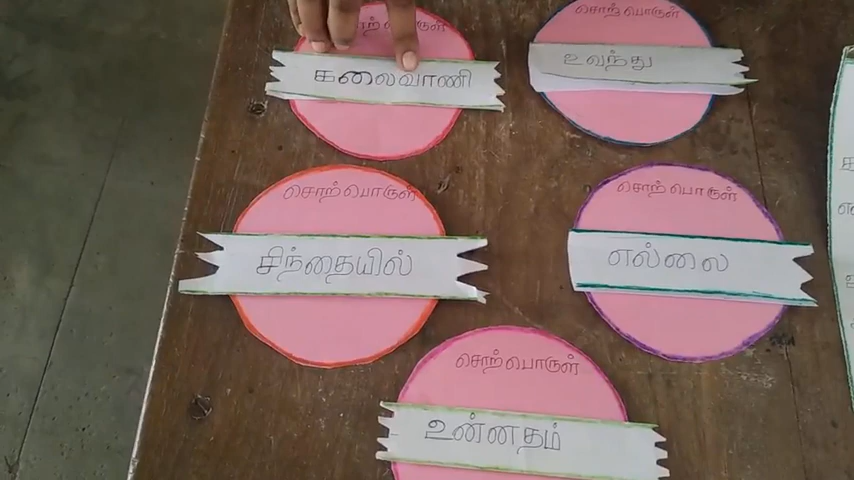 சொற்பொருள்
கலைவாணி
சொற்பொருள்
உவந்து
சொற்பொருள்
சிந்தையில்
சொற்பொருள்
எல்லை
சொற்பொருள்
உன்னதம்